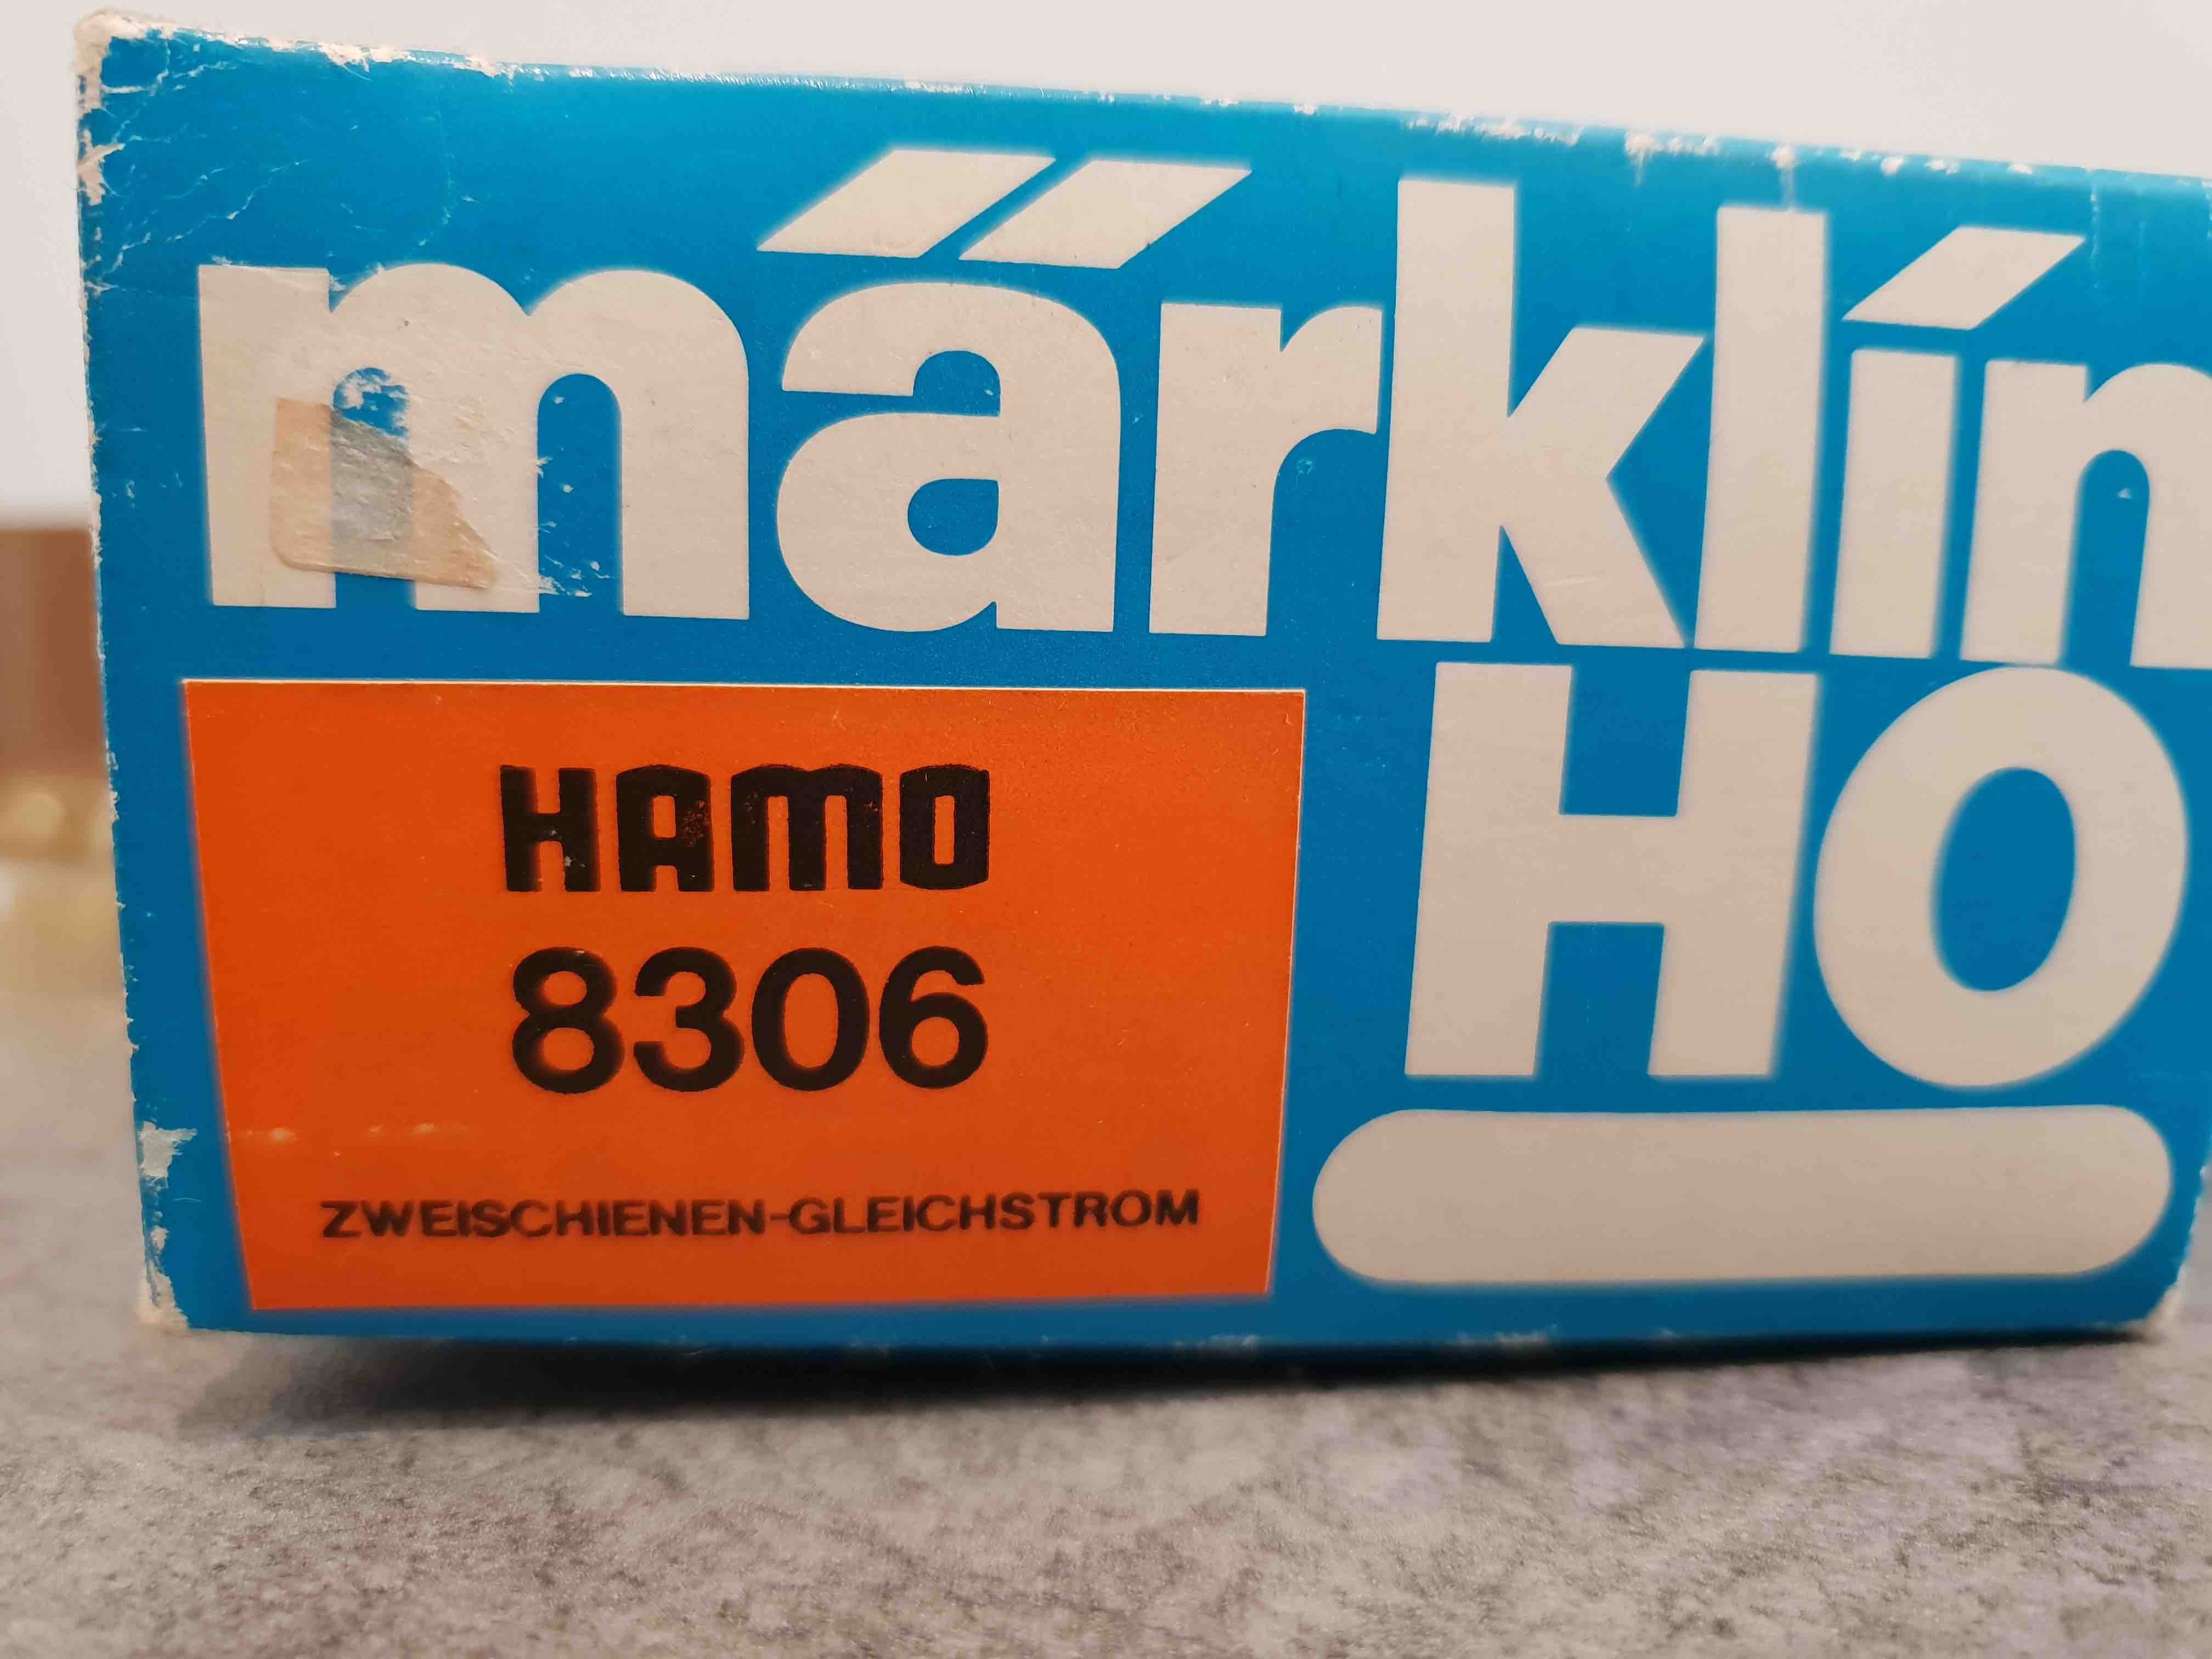 märklin
HAMO
8306
ZWEISCHIENEN-GLEICHSTROM
HO